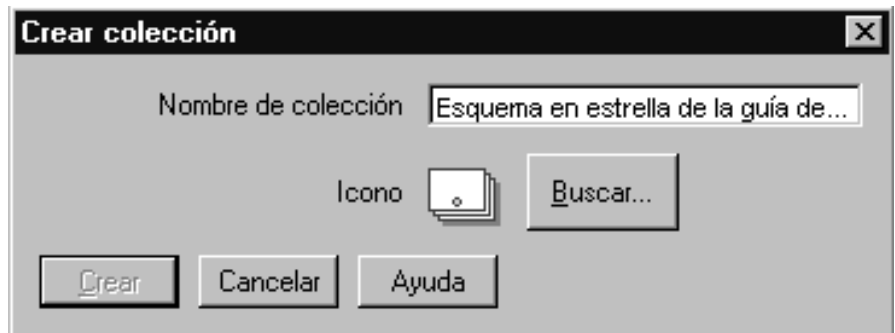 Crear colección
Nombre de colección Esquema en estrella de la guía de...
Icono Buscar...
Crear Cancelar Ayuda